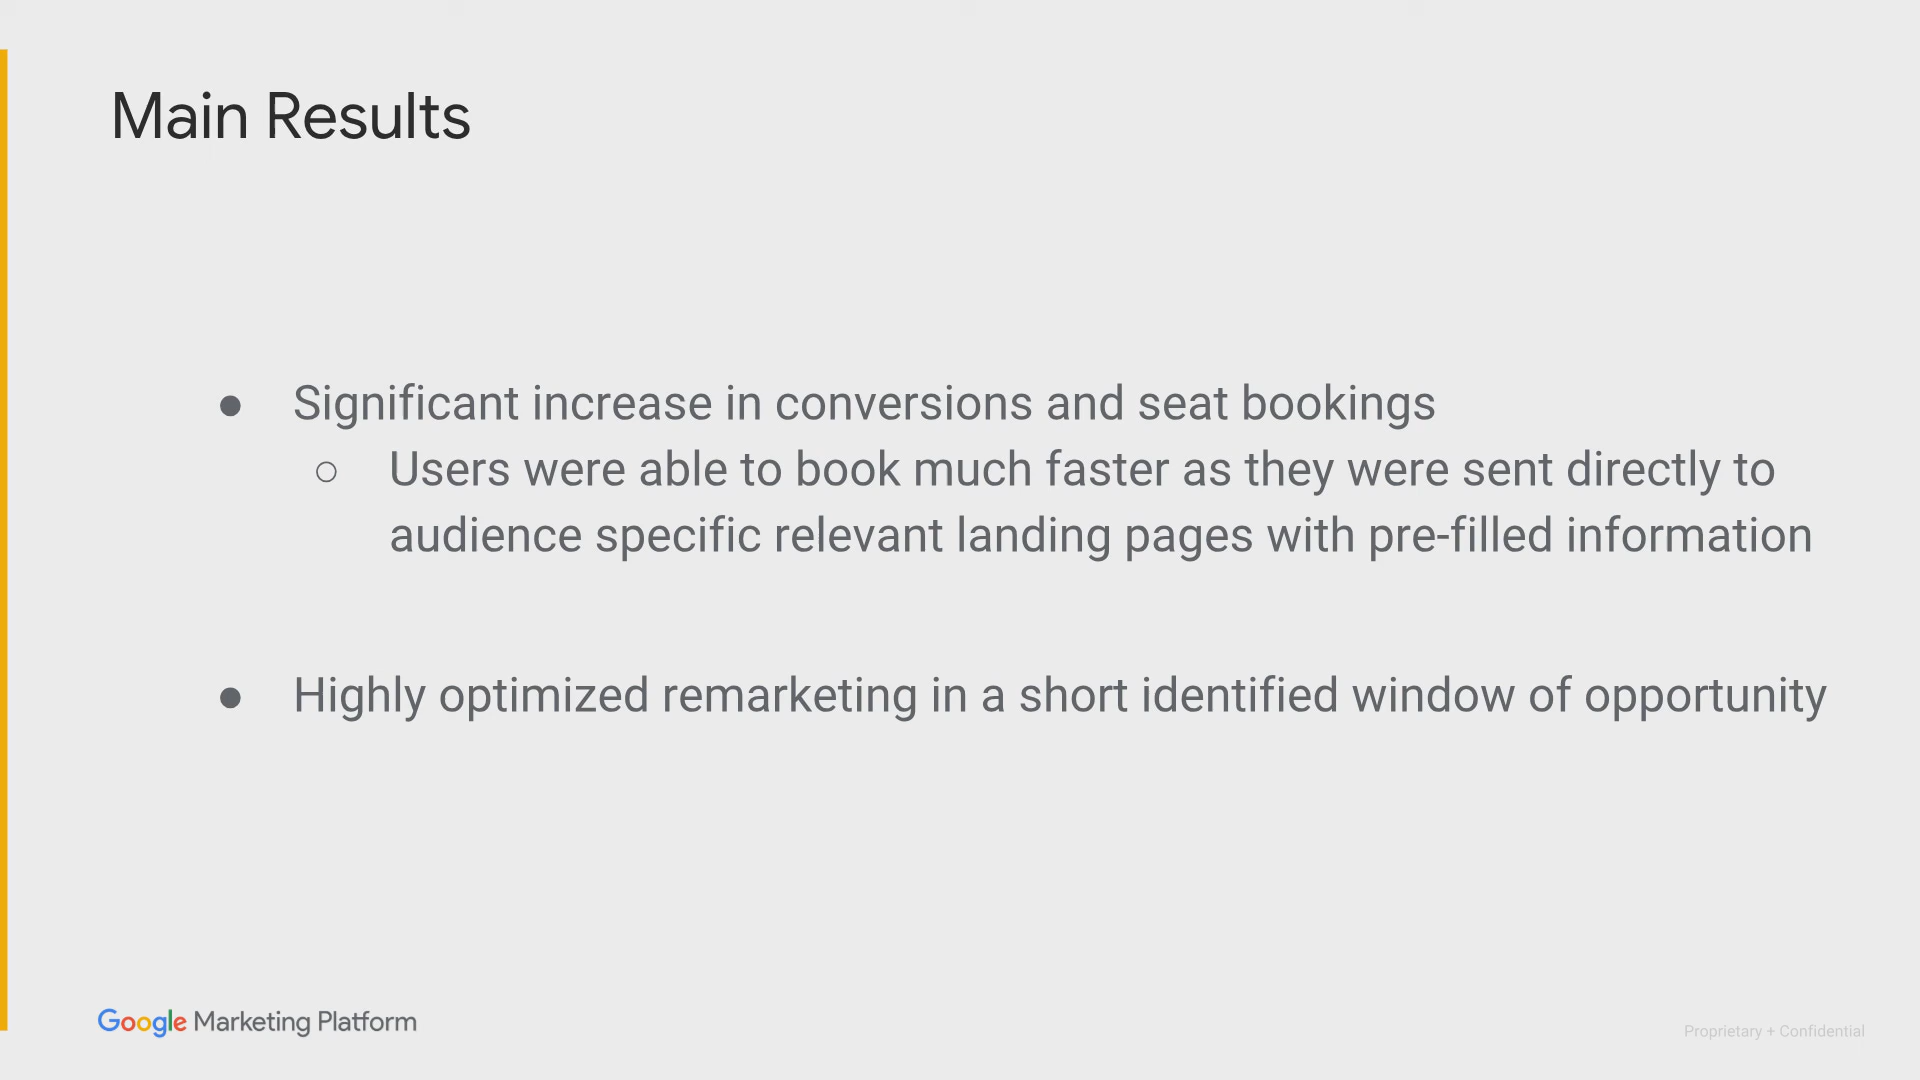 Main Results
● Significant increase in conversions and seat bookings
○ Users were able to book much faster as they were sent directly to
audience specific relevant landing pages with pre-filled information
● Highly optimized remarketing in a short identified window of opportunity
Google Marketing Platform
Proprietary + Confidential